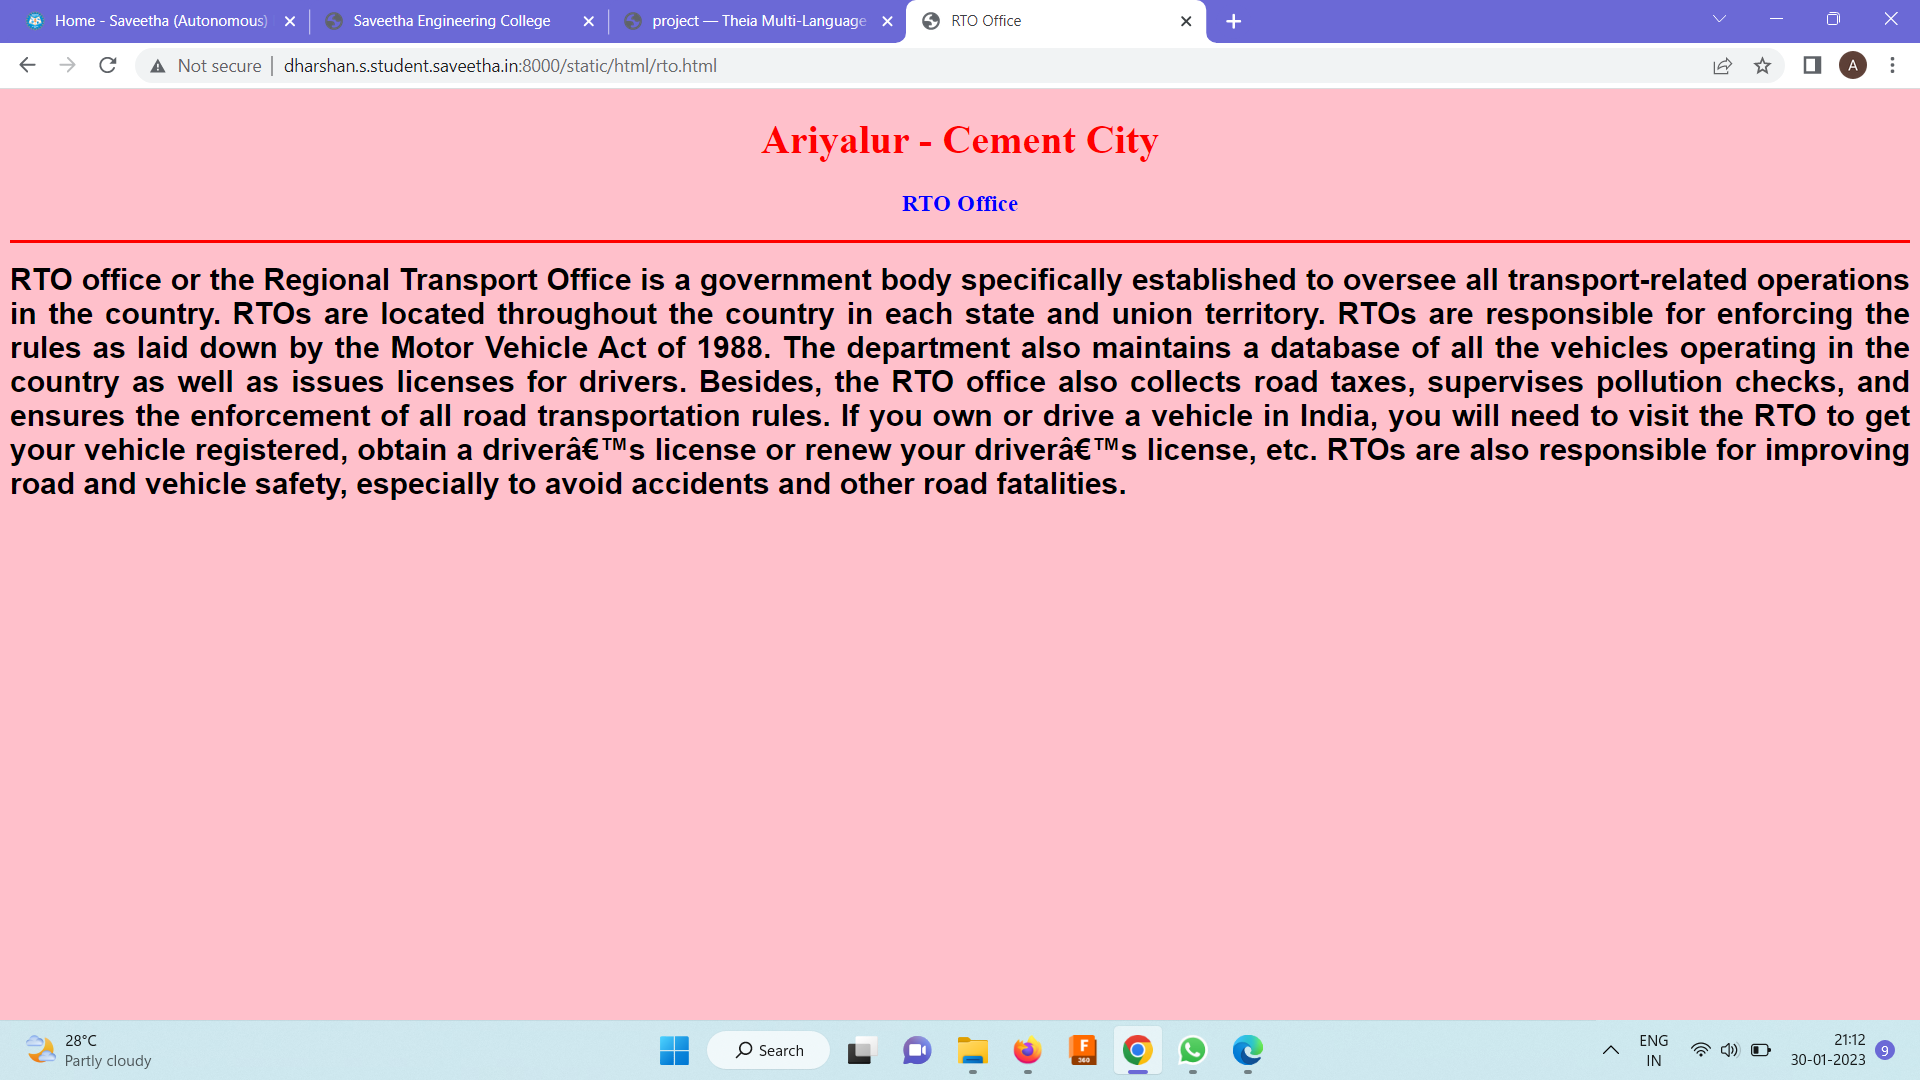 Home - Saveetha (Autonomous)
Saveetha Engineering College
project — Theia Multi-Language
RTO Office
Not secure
dharshan.s.student.saveetha.in:8000/static/html/rto.html
A
Ariyalur - Cement City
RTO Office
RTO office or the Regional Transport Office is a government body specifically established to oversee all transport-related operations
in the country. RTOs are located throughout the country in each state and union territory. RTOs are responsible for enforcing the
rules as laid down by the Motor Vehicle Act of 1988. The department also maintains a database of all the vehicles operating in the
country as well as issues licenses for drivers. Besides, the RTO office also collects road taxes, supervises pollution checks, and
ensures the enforcement of all road transportation rules. If you own or drive a vehicle in India, you will need to visit the RTO to get
your vehicle registered, obtain a driverâ€™s license or renew your driverâ€™s license, etc. RTOs are also responsible for improving
road and vehicle safety, especially to avoid accidents and other road fatalities.
28°C
Partly cloudy
Search
F
360
ENG
IN
21:12
30-01-2023
9